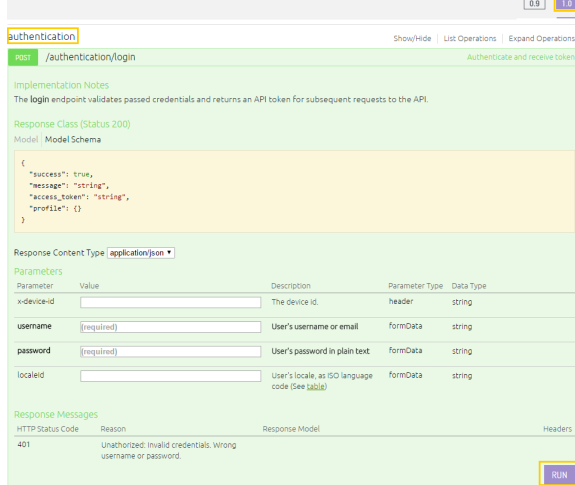 0.9 1.0
authentication Show/Hide List Operations Expand Operations
POST /authentication/login Authenticate and receive token
Implementation Notes
The login endpoint validates passed credentials and returns an API token for subsequent requests to the API.
Response Class (Status 200)
Model Model Schema
{
"success": true,
"message": "string",
"access_token": "string",
"profile": {}
}
Response Content Type application/json
Parameters
Parameter Value Description Parameter Type Data Type
x-device-id The device id. header string
username (required) User's username or email formData string
password (required) User's password in plain text formData string
localeId User's locale, as ISO language formData string
code (See table)
Response Messages
HTTP Status Code Reason Response Model Headers
401 Unathorized: Invalid credentials. Wrong
username or password.
RUN